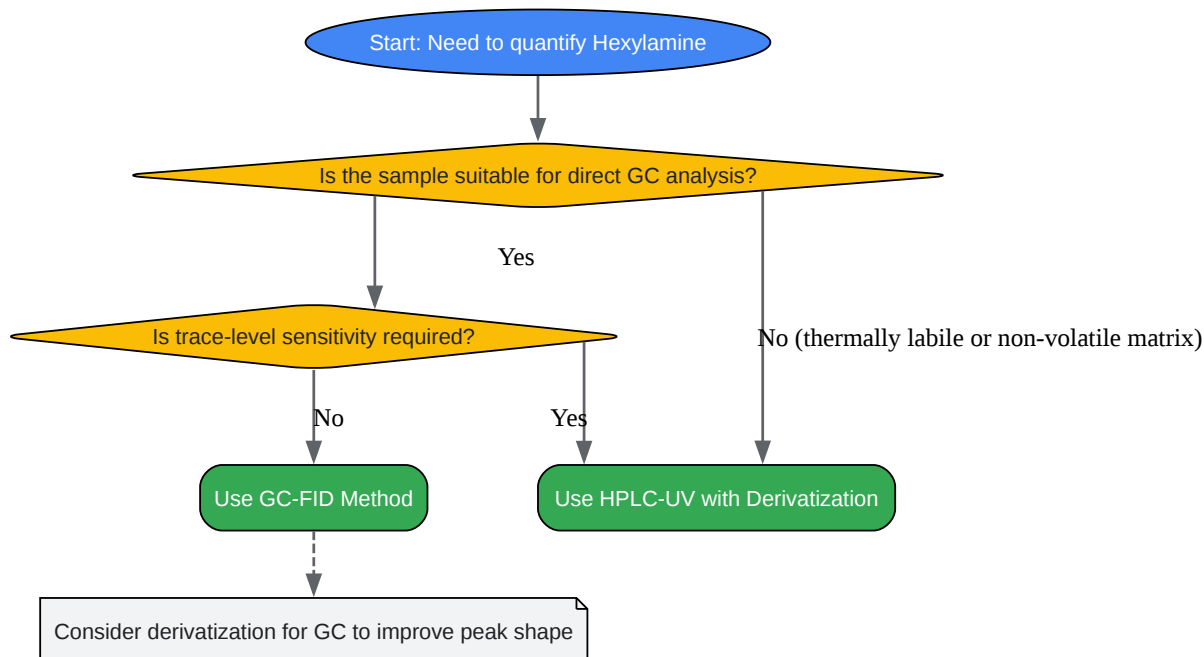 Start: Need to quantify Hexylamine
Is the sample suitable for direct GC analysis?
Yes
Is trace-level sensitivity required?
No (thermally labile or non-volatile matrix)
No
Yes
Use GC-FID Method
Use HPLC-UV with Derivatization
Consider derivatization for GC to improve peak shape